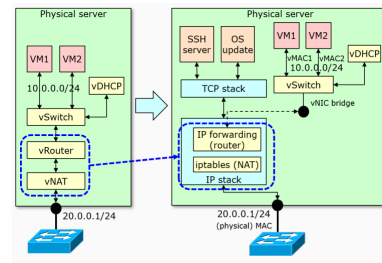 Physical server
VM1
VM2
vDHCP
10.0.0.0/24
vSwitch
vRouter
vNAT
20.0.0.1/24
Physical server
SSH
server
OS
update
VM1
VM2
vMAC1
vMAC2
10.0.0.0/24
vDHCP
TCP stack
vSwitch
vNIC bridge
IP forwarding
(router)
iptables (NAT)
IP stack
20.0.0.1/24
(physical) MAC